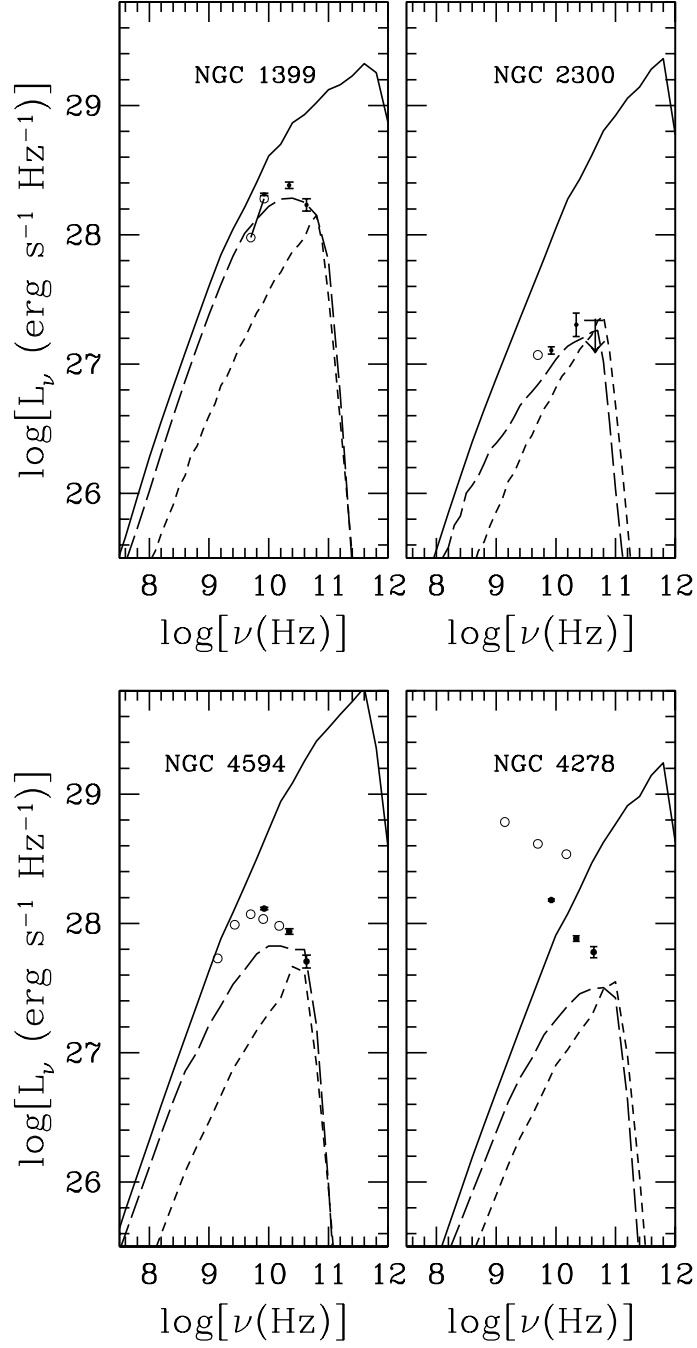 NGC 1399
NGC 2300
29
28
27
26
log[L_ν (erg s⁻¹ Hz⁻¹)]
8 9 10 11 12
8 9 10 11 12
log[ν(Hz)]
log[ν(Hz)]
NGC 4594
NGC 4278
29
28
27
26
log[L_ν (erg s⁻¹ Hz⁻¹)]
8 9 10 11 12
8 9 10 11 12
log[ν(Hz)]
log[ν(Hz)]